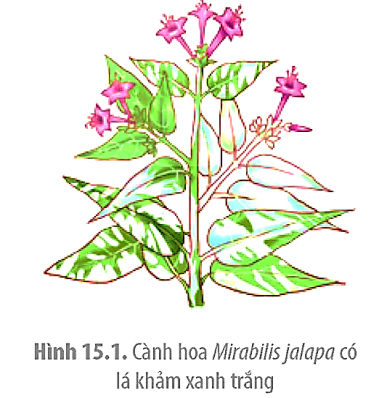 Hình 15.1. Cành hoa Mirabilis jalapa có
lá khảm xanh trắng